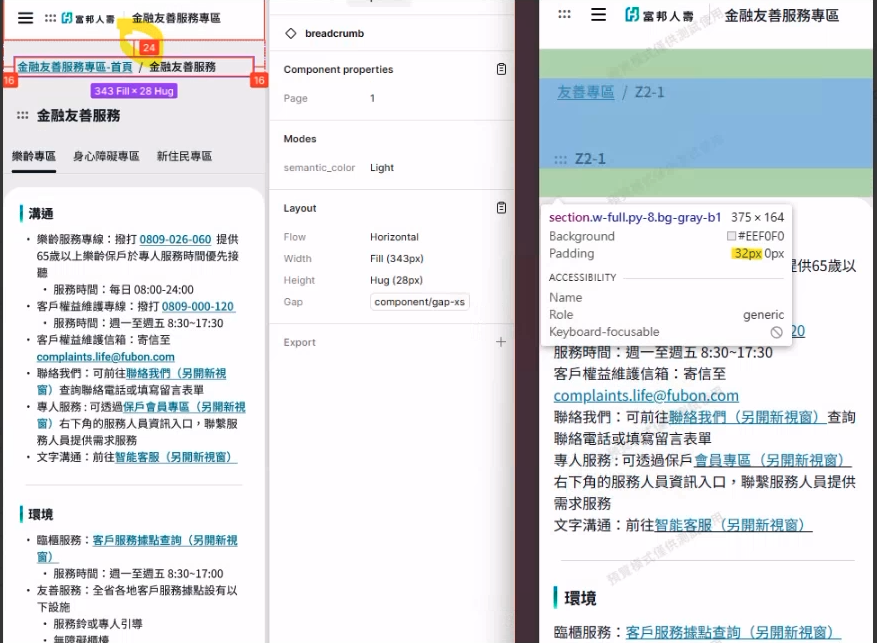 富邦人壽
金融友善服務專區
24
金融友善服務專區-首頁 / 金融友善服務
16
16
343 Fill × 28 Hug
金融友善服務
樂齡專區
身心障礙專區
新住民專區
溝通
• 樂齡服務專線：撥打 0809-026-060 提供
65歲以上樂齡保戶於專人服務時間優先接
聽
• 服務時間：每日 08:00-24:00
• 客戶權益維護專線：撥打 0809-000-120
• 服務時間：週一至週五 8:30~17:30
• 客戶權益維護信箱：寄信至
complaints.life@fubon.com
• 聯絡我們：可前往聯絡我們（另開新視
窗）查詢聯絡電話或填寫留言表單
• 專人服務：可透過保戶會員專區（另開新視
窗）右下角的服務人員資訊入口，聯繫服
務人員提供需求服務
• 文字溝通：前往智能客服（另開新視窗）
環境
• 臨櫃服務：客戶服務據點查詢（另開新視
窗）
• 服務時間：週一至週五 8:30~17:00
• 友善服務：全省各地客戶服務據點設有以
下設施
• 服務鈴或專人引導
• 無障礙櫃檯
breadcrumb
Component properties
Page 1
Modes
semantic_color Light
Layout
Flow Horizontal
Width Fill (343px)
Height Hug (28px)
Gap component/gap-xs
Export
富邦人壽
金融友善服務專區
友善專區 / Z2-1
Z2-1
section.w-full.py-8.bg-gray-b1 375 × 164
Background #EEF0F0
Padding 32px 0px
ACCESSIBILITY
Name
Role generic
Keyboard-focusable
提供65歲以
20
服務時間：週一至週五 8:30~17:30
客戶權益維護信箱：寄信至
complaints.life@fubon.com
聯絡我們：可前往聯絡我們（另開新視窗）查詢
聯絡電話或填寫留言表單
專人服務：可透過保戶會員專區（另開新視窗）
右下角的服務人員資訊入口，聯繫服務人員提供
需求服務
文字溝通：前往智能客服（另開新視窗）
環境
臨櫃服務：客戶服務據點查詢（另開新視窗）